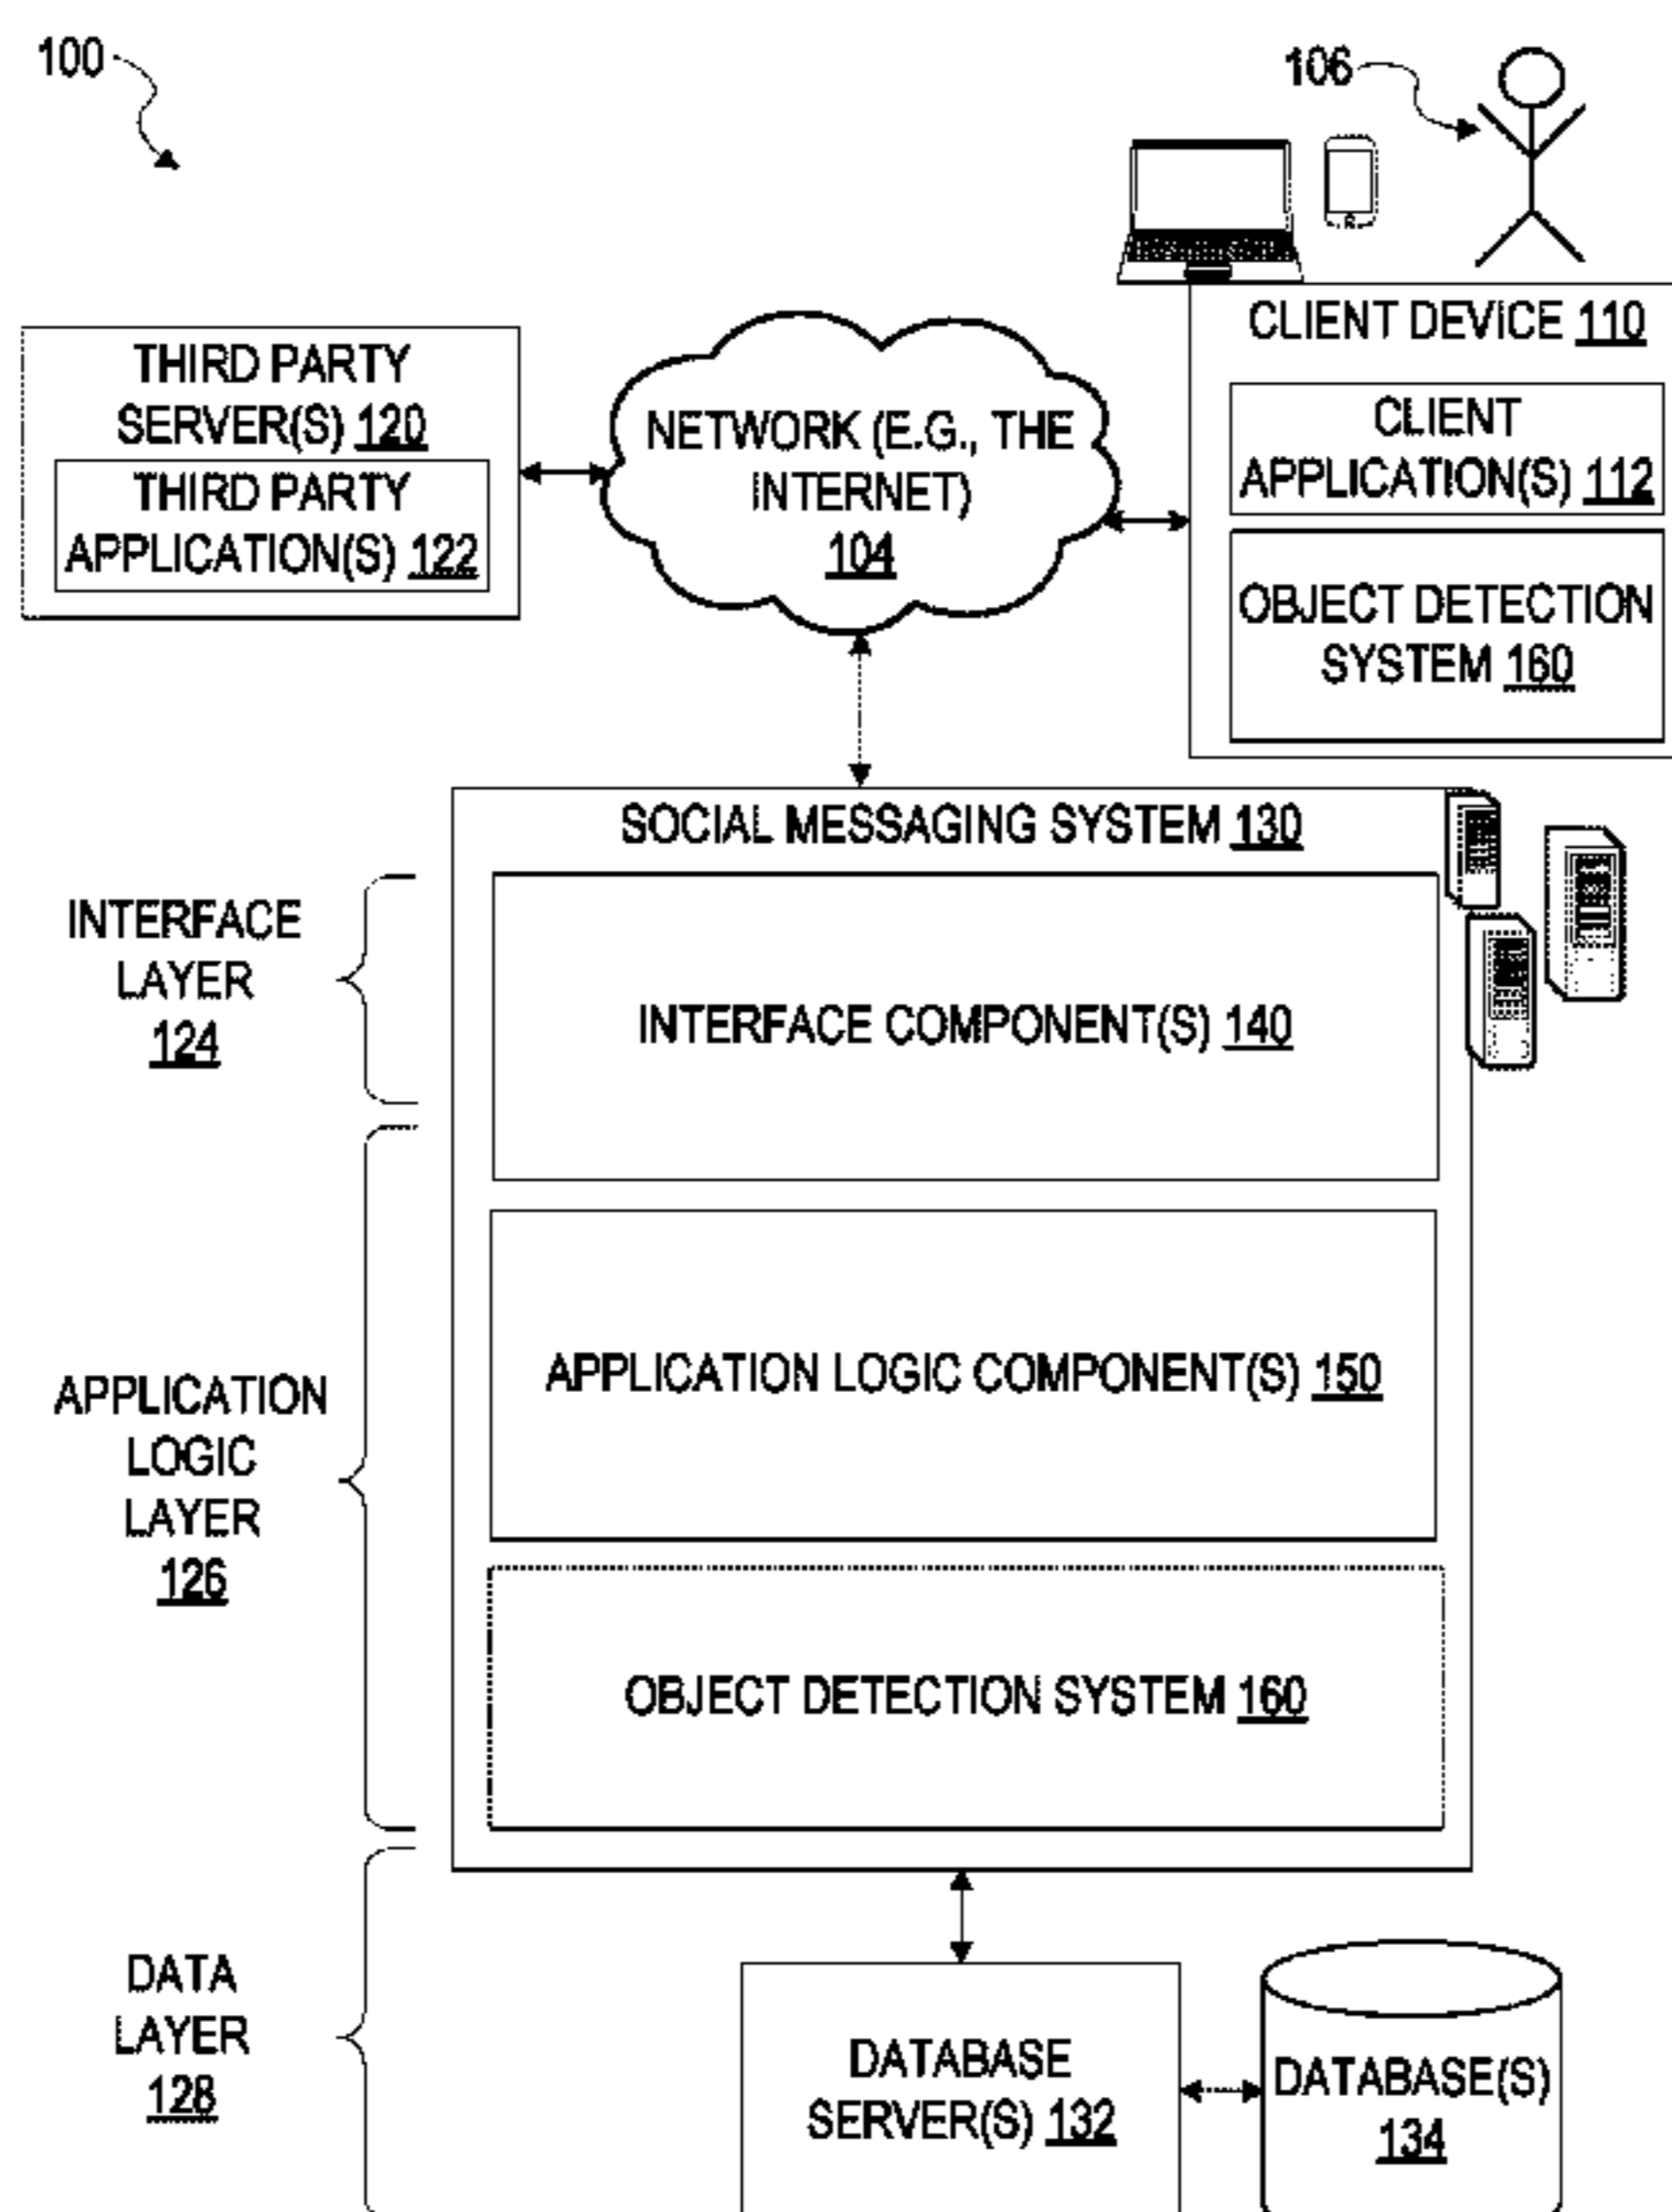 100
106
CLIENT DEVICE 110
CLIENT
APPLICATION(S) 112
OBJECT DETECTION
SYSTEM 160
THIRD PARTY
SERVER(S) 120
THIRD PARTY
APPLICATION(S) 122
NETWORK (E.G., THE
INTERNET)
104
SOCIAL MESSAGING SYSTEM 130
INTERFACE
LAYER
124
INTERFACE COMPONENT(S) 140
APPLICATION
LOGIC
LAYER
126
APPLICATION LOGIC COMPONENT(S) 150
OBJECT DETECTION SYSTEM 160
DATA
LAYER
128
DATABASE
SERVER(S) 132
DATABASE(S)
134